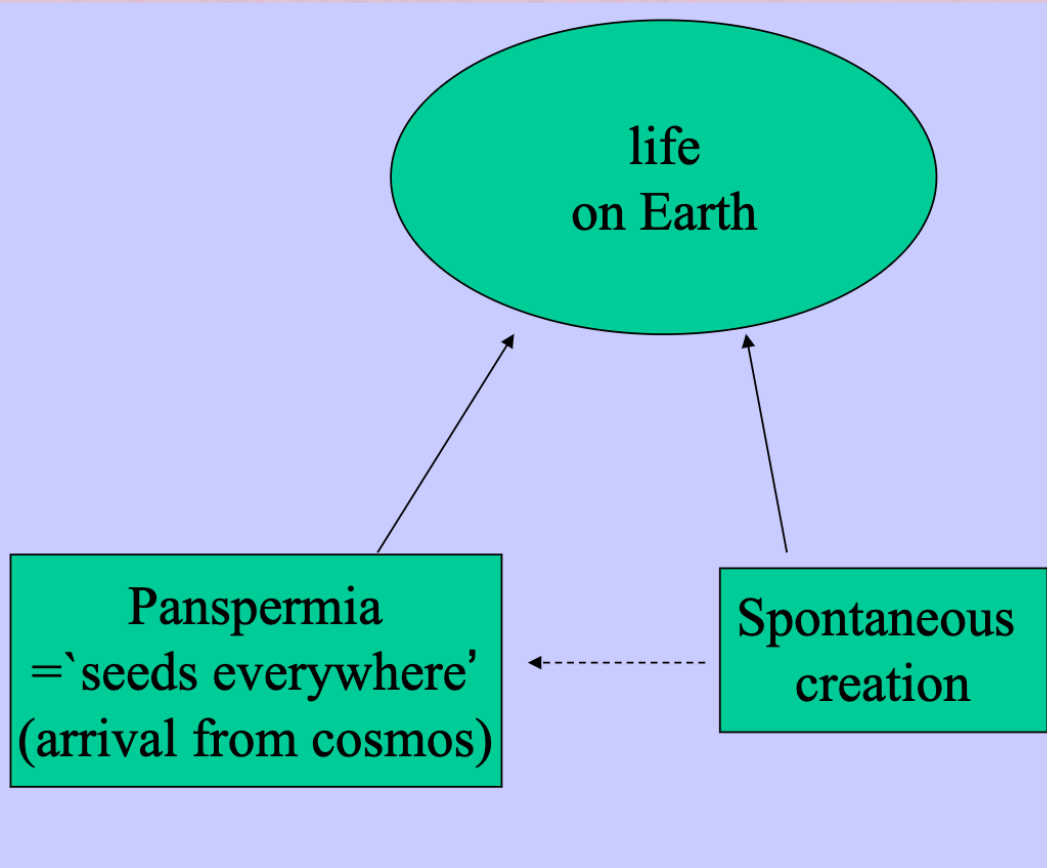 life
on Earth
Panspermia
=`seeds everywhere’
(arrival from cosmos)
Spontaneous
creation